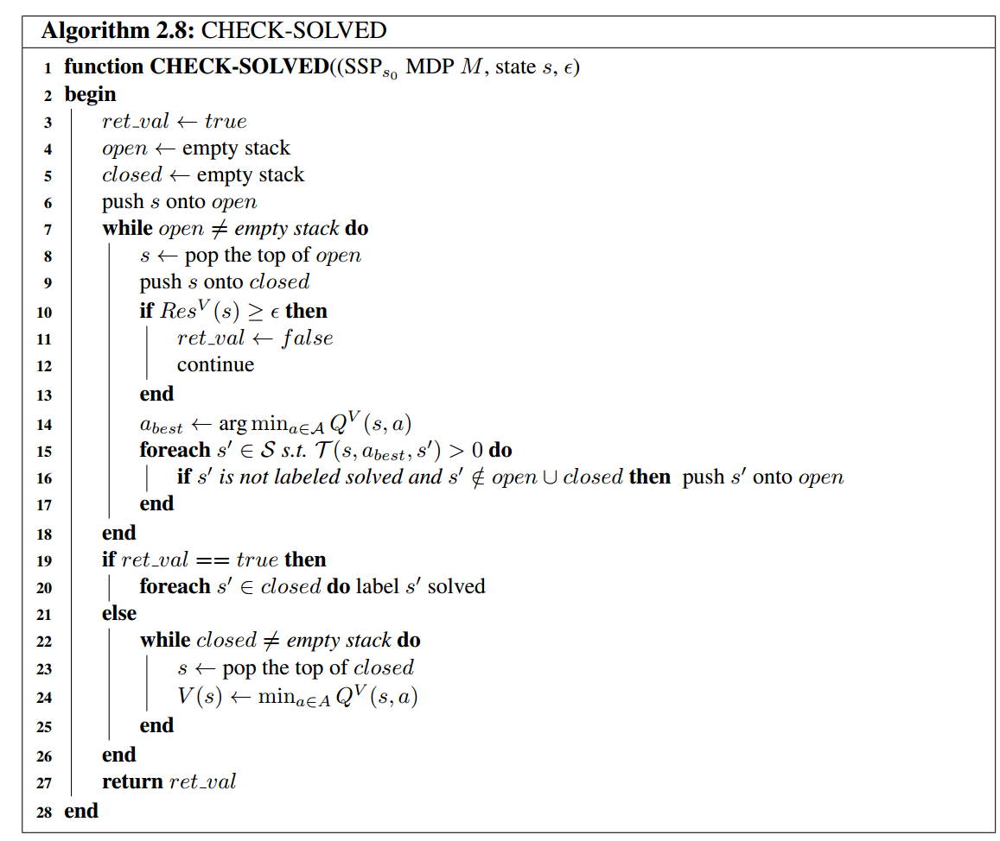 Algorithm 2.8: CHECK-SOLVED
1 function CHECK-SOLVED((SSP_{s_0} MDP M, state s, ϵ)
2 begin
3 ret_val ← true
4 open ← empty stack
5 closed ← empty stack
6 push s onto open
7 while open ≠ empty stack do
8 s ← pop the top of open
9 push s onto closed
10 if Res^V(s) ≥ ϵ then
11 ret_val ← false
12 continue
13 end
14 a_{best} ← arg min_{a∈𝒜} Q^V(s, a)
15 foreach s′ ∈ 𝒮 s.t. 𝒯(s, a_{best}, s′) > 0 do
16 if s′ is not labeled solved and s′ ∉ open ∪ closed then push s′ onto open
17 end
18 end
19 if ret_val == true then
20 foreach s′ ∈ closed do label s′ solved
21 else
22 while closed ≠ empty stack do
23 s ← pop the top of closed
24 V(s) ← min_{a∈A} Q^V(s, a)
25 end
26 end
27 return ret_val
28 end